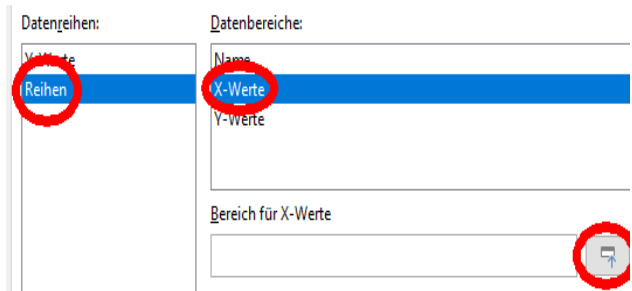 Datenreihen:
Y-Werte
Reihen
Datenbereiche:
Name
X-Werte
Y-Werte
Bereich für X-Werte